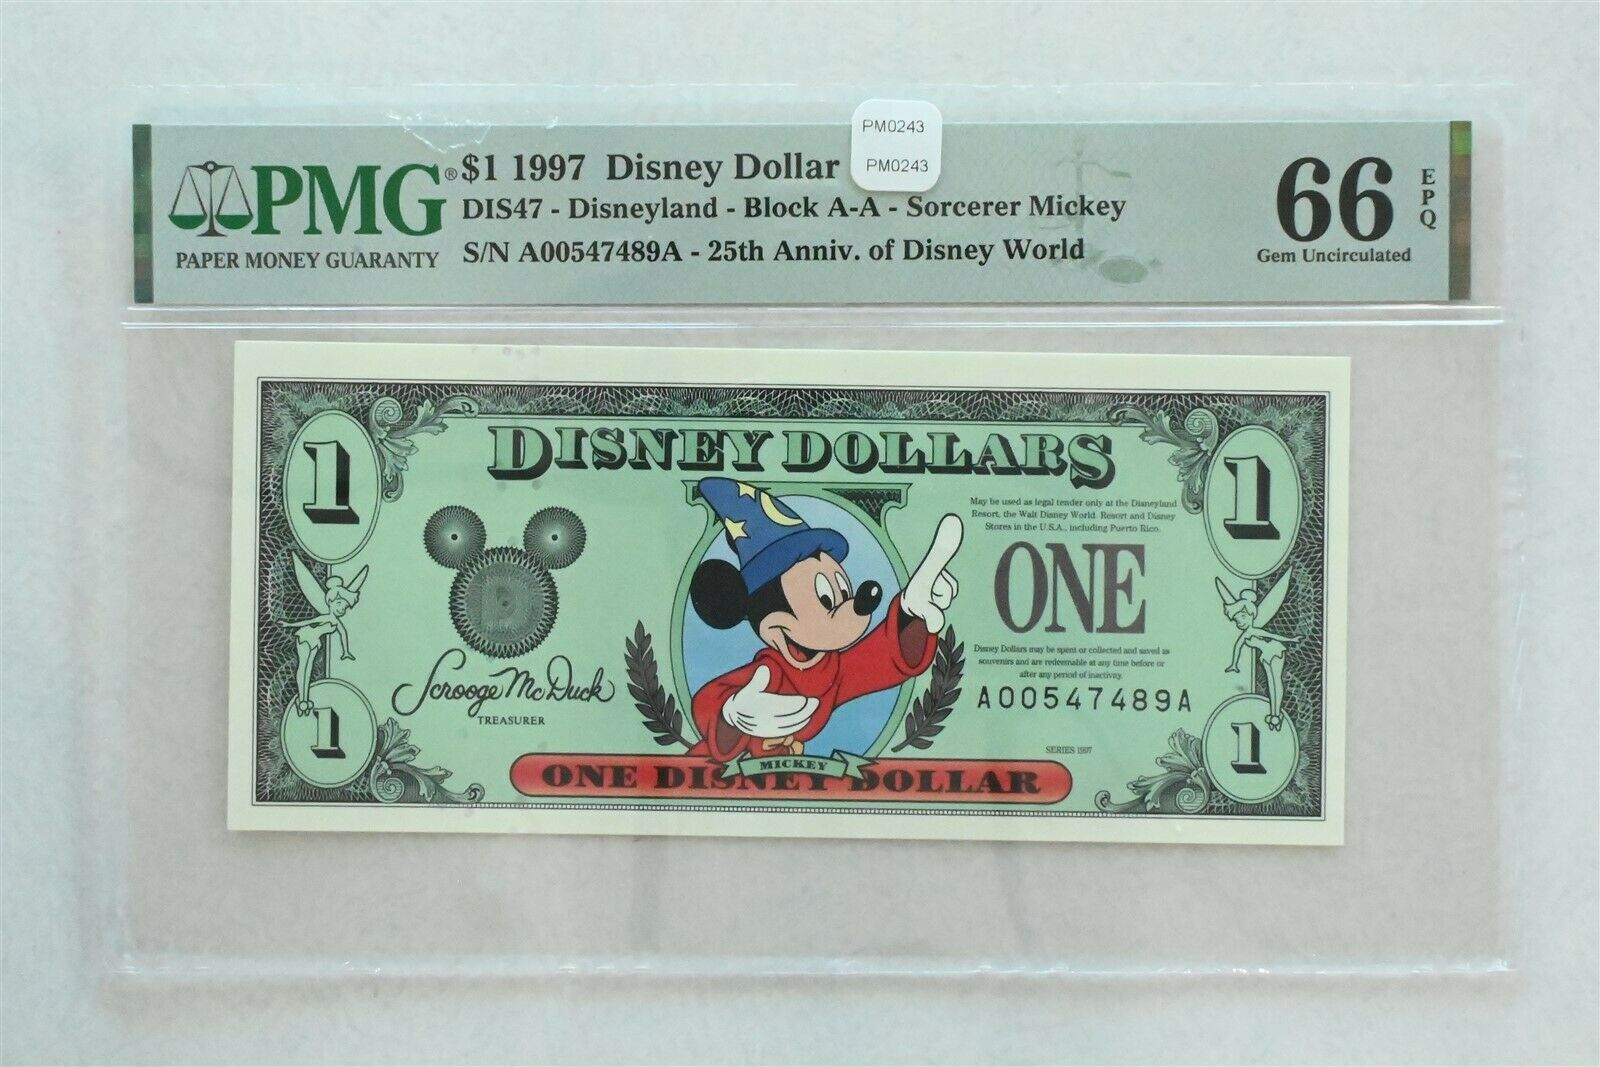 PM0243
PM0243
PMG®
PAPER MONEY GUARANTY
$1 1997 Disney Dollar
DIS47 - Disneyland - Block A-A - Sorcerer Mickey
S/N A00547489A - 25th Anniv. of Disney World
66
EPQ
Gem Uncirculated
1
DISNEY DOLLARS
1
May be used as legal tender only at the Disneyland
Resort, the Walt Disney World Resort and Disney
Stores in the U.S.A., including Puerto Rico.
ONE
Disney Dollars may be spent or collected and saved as
souvenirs and are redeemable at any time before or
after any period of inactivity.
A00547489A
Scrooge McDuck
TREASURER
SERIES 1997
1
MICKEY
ONE DISNEY DOLLAR
1